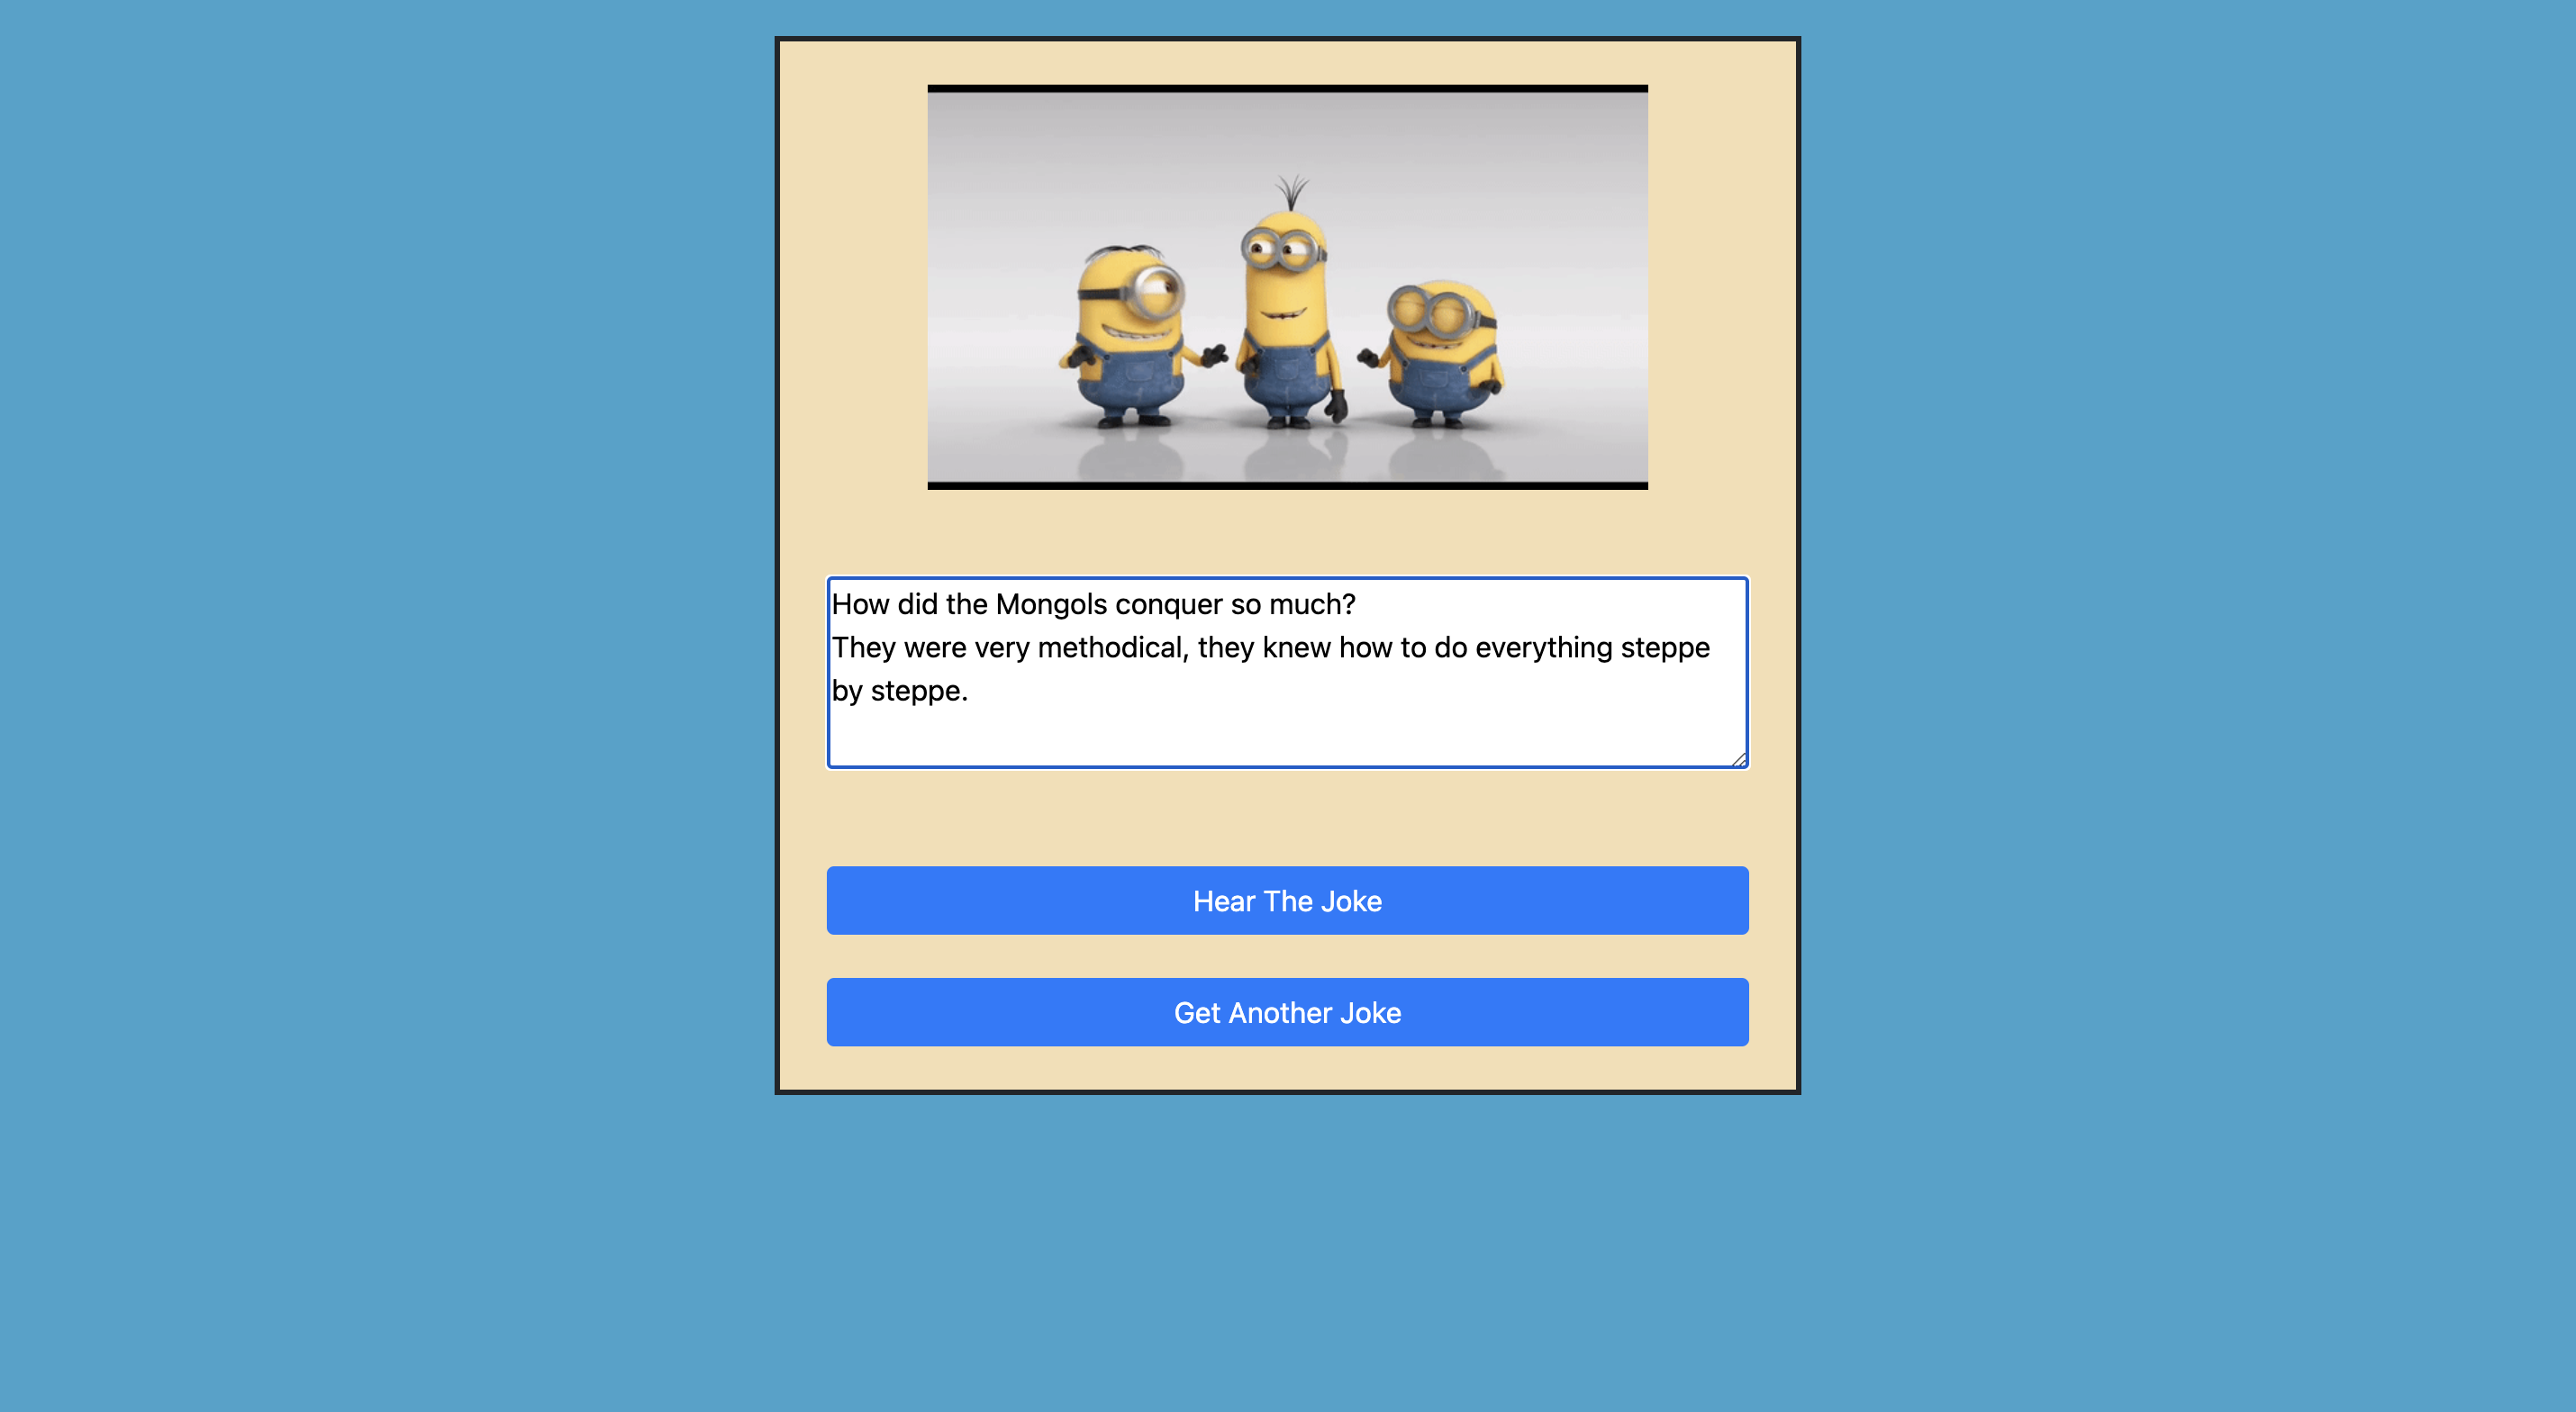 How did the Mongols conquer so much?
They were very methodical, they knew how to do everything steppe
by steppe.
Hear The Joke
Get Another Joke